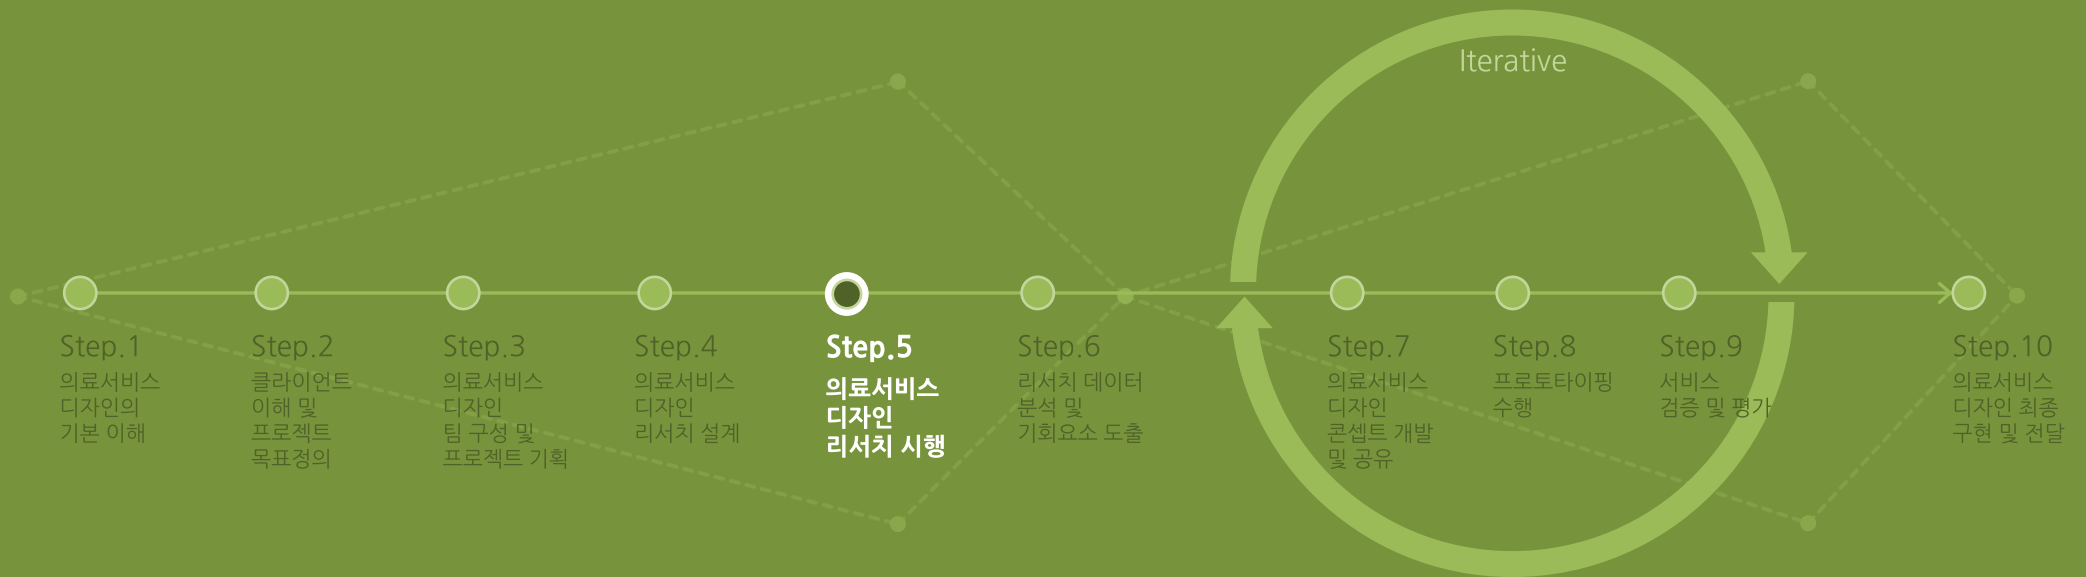 Iterative
Step.1
의료서비스
디자인의
기본 이해
Step.2
클라이언트
이해 및
프로젝트
목표정의
Step.3
의료서비스
디자인
팀 구성 및
프로젝트 기획
Step.4
의료서비스
디자인
리서치 설계
Step.5
의료서비스
디자인
리서치 시행
Step.6
리서치 데이터
분석 및
기회요소 도출
Step.7
의료서비스
디자인
콘셉트 개발
및 공유
Step.8
프로토타이핑
수행
Step.9
서비스
검증 및 평가
Step.10
의료서비스
디자인 최종
구현 및 전달